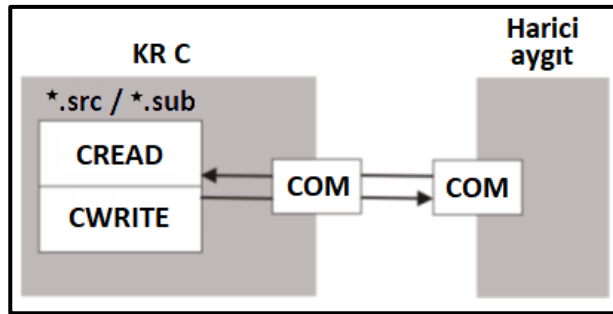 KR C
Harici
aygıt
*.src / *.sub
CREAD
CWRITE
COM
COM